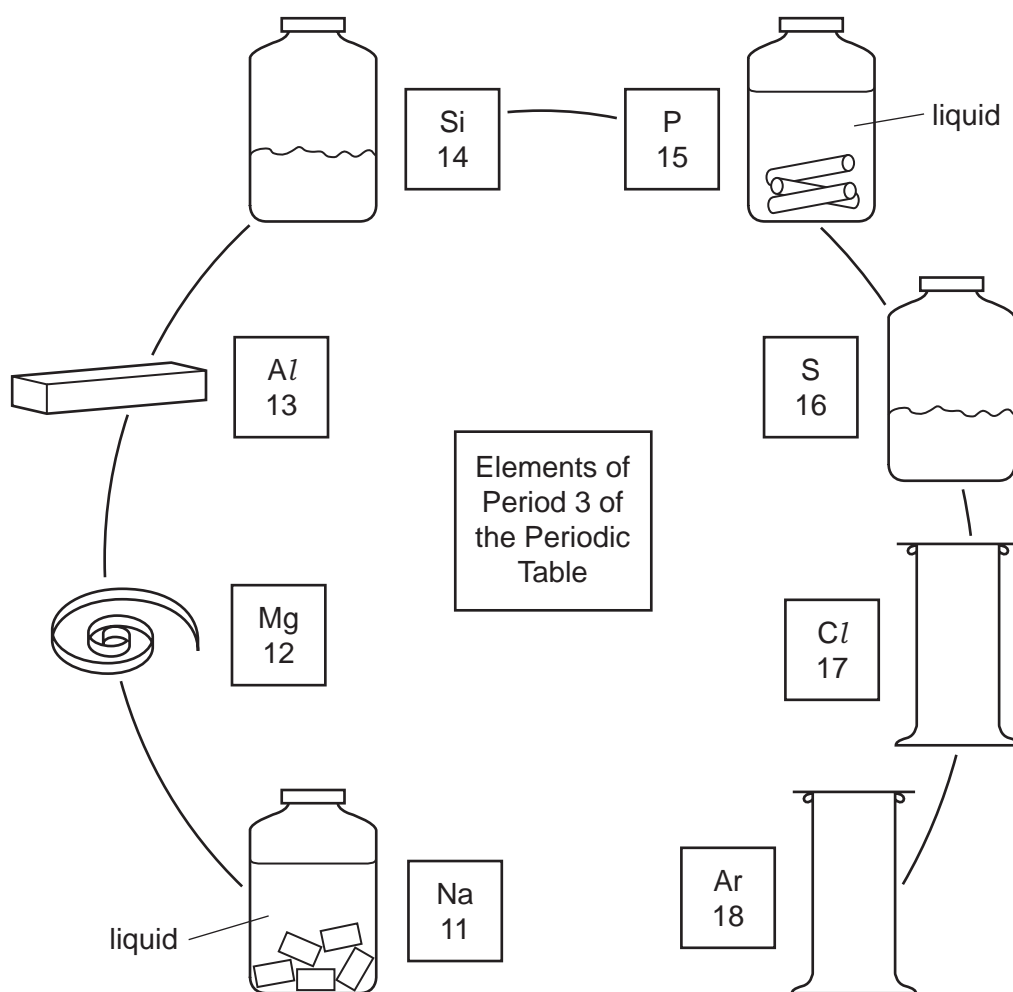 Si
14
P
15
liquid
Al
13
S
16
Elements of
Period 3 of
the Periodic
Table
Mg
12
Cl
17
Na
11
Ar
18
liquid